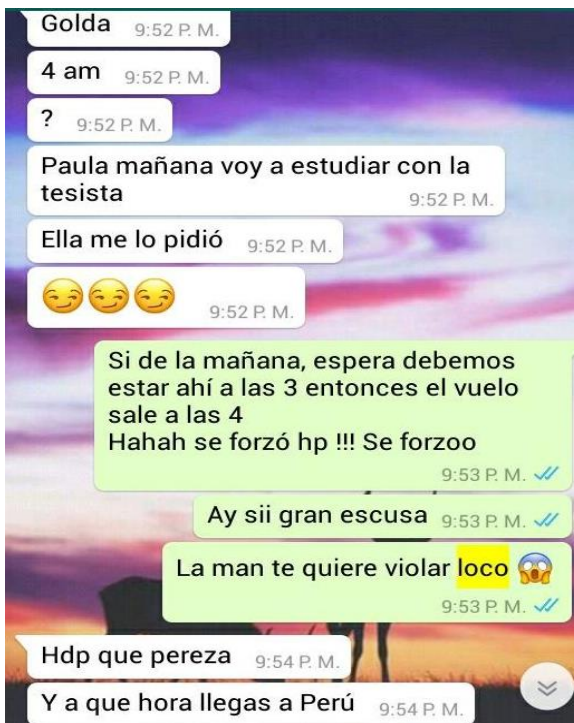 Golda 9:52 P. M.
4 am 9:52 P. M.
? 9:52 P. M.
Paula mañana voy a estudiar con la
tesista 9:52 P. M.
Ella me lo pidió 9:52 P. M.
😏😏😏 9:52 P. M.
Si de la mañana, espera debemos
estar ahí a las 3 entonces el vuelo
sale a las 4
Hahah se forzó hp !!! Se forzoo
9:53 P. M.
Ay sii gran escusa 9:53 P. M.
La man te quiere violar loco 😱
9:53 P. M.
Hdp que pereza 9:54 P. M.
Y a que hora llegas a Perú 9:54 P. M.